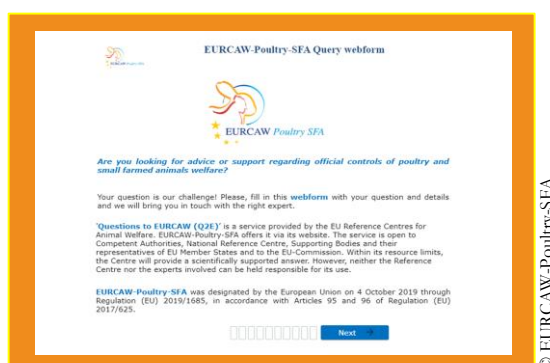 EURCAW-Poultry-SFA Query webform
EURCAW Poultry SFA
Are you looking for advice or support regarding official controls of poultry and
small farmed animals welfare?
Your question is our challenge! Please, fill in this webform with your question and details
and we will bring you in touch with the right expert.
'Questions to EURCAW (Q2E)' is a service provided by the EU Reference Centres for
Animal Welfare. EURCAW-Poultry-SFA offers it via its website. The service is open to
Competent Authorities, National Reference Centre, Supporting Bodies and their
representatives of EU Member States and to the EU-Commission. Within its resource limits,
the Centre will provide a scientifically supported answer. However, neither the Reference
Centre nor the experts involved can be held responsible for its use.
EURCAW-Poultry-SFA was designated by the European Union on 4 October 2019 through
Regulation (EU) 2019/1685, in accordance with Articles 95 and 96 of Regulation (EU)
2017/625.
Next
© EURCAW-Poultry-SFA